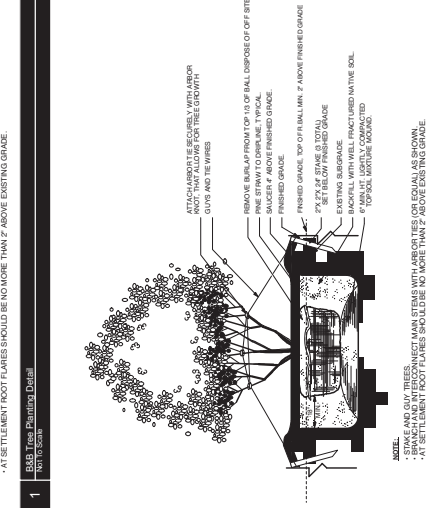 • AT SETTLEMENT ROOT FLARES SHOULD BE NO MORE THAN 2" ABOVE EXISTING GRADE.
1
B&B Tree Planting Detail
Not To Scale
ATTACH ARBOR TIE SECURELY WITH ARBOR
KNOT, THAT ALLOWS FOR TREE GROWTH
GUYS AND TIE WIRES
REMOVE BURLAP FROM TOP 1/3 OF BALL DISPOSE OF OFF SITE
PINE STRAW TO DRIPLINE, TYPICAL.
SAUCER 4" ABOVE FINISHED GRADE.
FINISHED GRADE.
FINSHED GRADE, TOP OF R.BALL MIN. 2" ABOVE FINISHED GRADE
2"X 2"X 24" STAKE (3 TOTAL)
SET BELOW FINISHED GRADE
EXISTING SUBGRADE.
BACKFILL WITH WELL FRACTURED NATIVE SOIL.
6" MIN. HT. LIGHTLY COMPACTED
TOPSOIL MIXTURE MOUND.
MIN.
NOTE:
• STAKE AND GUY TREES.
• BRANCH AND INTERCONNECT MAIN STEMS WITH ARBOR TIES (OR EQUAL) AS SHOWN.
• AT SETTLEMENT ROOT FLARES SHOULD BE NO MORE THAN 2" ABOVE EXISTING GRADE.